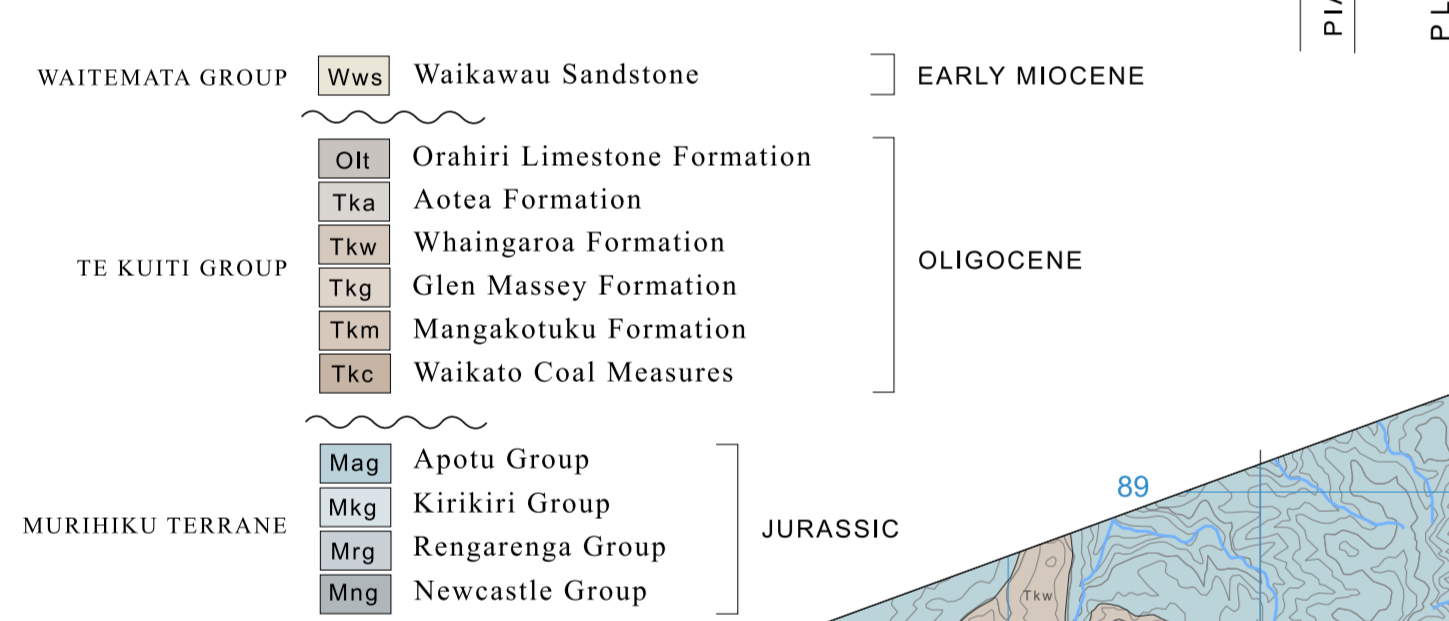 PL
WAITEMATA GROUP Wws Waikawau Sandstone EARLY MIOCENE
Olt Orahiri Limestone Formation
Tka Aotea Formation
Tkw Whaingaroa Formation
TE KUITI GROUP OLIGOCENE
Tkg Glen Massey Formation
Tkm Mangakotuku Formation
Tkc Waikato Coal Measures
Mag Apotu Group
89
Mkg Kirikiri Group
MURIHIKU TERRANE JURASSIC
Mrg Rengarenga Group
Mng Newcastle Group
Tkw